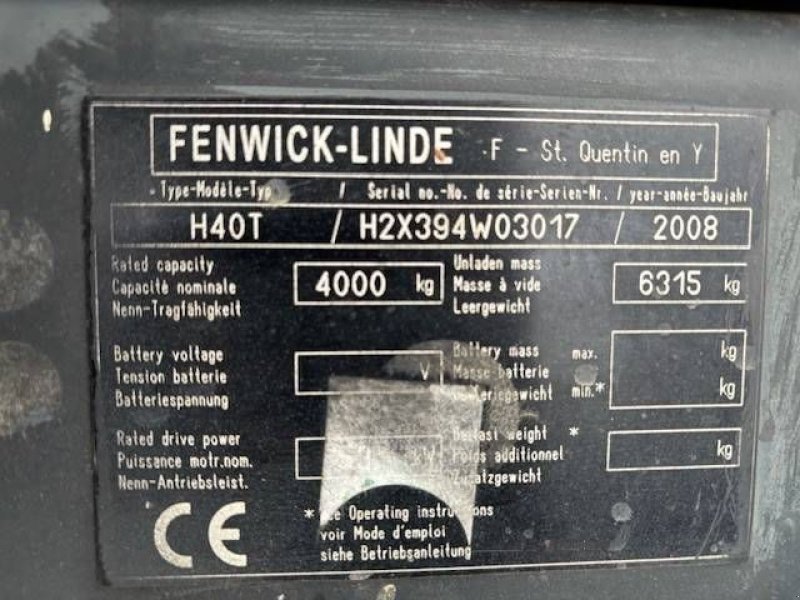 FENWICK-LINDE F - St. Quentin en Y
Type-Modèle-Typ / Serial no.-No. de série-Serien-Nr. / year-année-Baujahr
H40T / H2X394W03017 / 2008
Rated capacity
Capacité nominale 4000 kg
Nenn-Tragfähigkeit
Unladen mass
Masse à vide 6315 kg
Leergewicht
Battery voltage
Tension batterie V
Batteriespannung
Battery mass max. kg
Masse batterie
min.* kg
Rated drive power
Puissance motr.nom. kW
Nenn-Antriebsleist.
Ballast weight *
Poids additionnel kg
Zusatzgewicht
CE
* Operating instructions
voir Mode d'emploi
siehe Betriebsanleitung